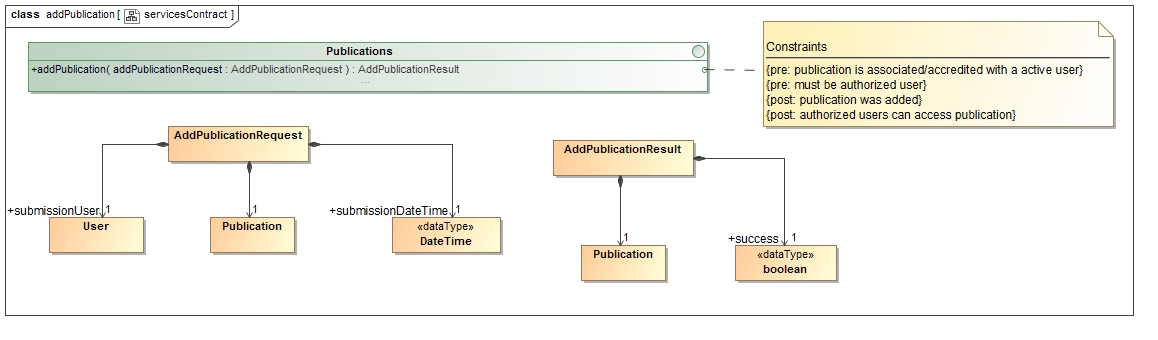 class addPublication [ servicesContract ]
Publications
+addPublication( addPublicationRequest : AddPublicationRequest ) : AddPublicationResult
...
Constraints
{pre: publication is associated/accredited with a active user}
{pre: must be authorized user}
{post: publication was added}
{post: authorized users can access publication}
AddPublicationRequest
AddPublicationResult
+submissionUser 1
1
+submissionDateTime 1
User
Publication
«dataType»
DateTime
1
+success 1
Publication
«dataType»
boolean